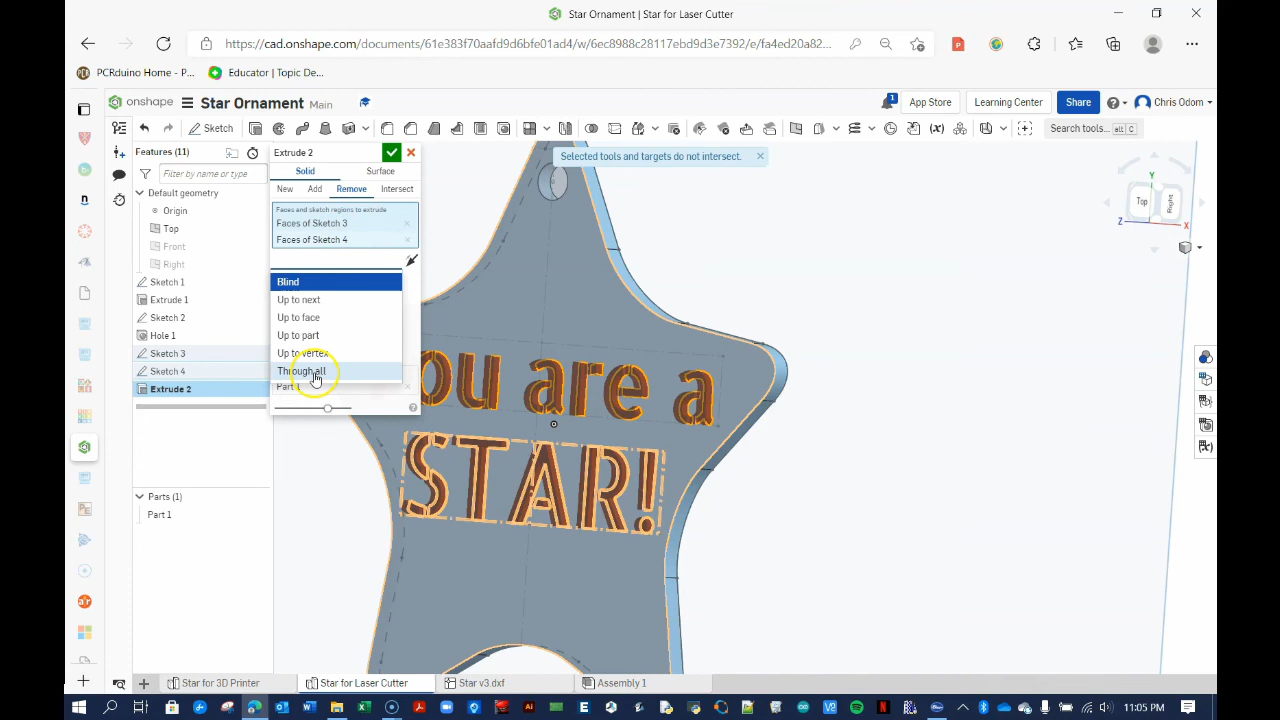 Star Ornament | Star for Laser Cutter
https://cad.onshape.com/documents/61e383f70aafd9d6bfe01ad4/w/6ec8988c28117ebd9d3e7392/e/fa4ed20a82...
PCRduino Home - P...
Educator | Topic De...
onshape
Star Ornament Main
1
App Store
Learning Center
Share
Chris Odom
Sketch
Search tools... alt C
Features (11)
Filter by name or type
Default geometry
Origin
Top
Front
Right
Sketch 1
Extrude 1
Sketch 2
Hole 1
Sketch 3
Sketch 4
Extrude 2
Parts (1)
Part 1
Extrude 2
Solid
Surface
New
Add
Remove
Intersect
Faces and sketch regions to extrude
Faces of Sketch 3
Faces of Sketch 4
Blind
Up to next
Up to face
Up to part
Up to vertex
Through all
Part 1
Selected tools and targets do not intersect.
ou are a
STAR!
Y
Top
Right
Z
X
Star for 3D Printer
Star for Laser Cutter
Star v3.dxf
Assembly 1
11:05 PM